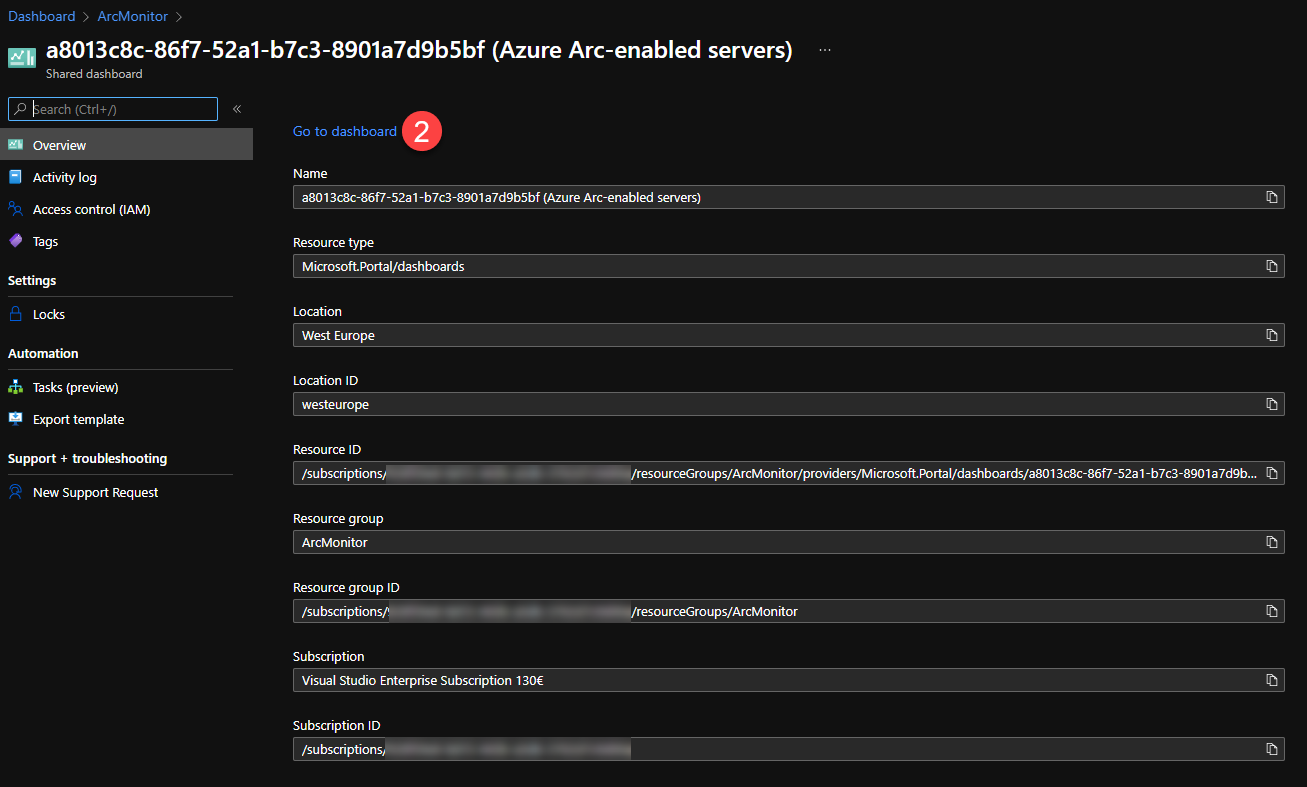 Dashboard > ArcMonitor >
a8013c8c-86f7-52a1-b7c3-8901a7d9b5bf (Azure Arc-enabled servers) ...
Shared dashboard
Search (Ctrl+/) «
Overview
Activity log
Access control (IAM)
Tags
Settings
Locks
Automation
Tasks (preview)
Export template
Support + troubleshooting
New Support Request
Go to dashboard 2
Name
a8013c8c-86f7-52a1-b7c3-8901a7d9b5bf (Azure Arc-enabled servers)
Resource type
Microsoft.Portal/dashboards
Location
West Europe
Location ID
westeurope
Resource ID
/subscriptions/ /resourceGroups/ArcMonitor/providers/Microsoft.Portal/dashboards/a8013c8c-86f7-52a1-b7c3-8901a7d9b...
Resource group
ArcMonitor
Resource group ID
/subscriptions/ /resourceGroups/ArcMonitor
Subscription
Visual Studio Enterprise Subscription 130€
Subscription ID
/subscriptions/